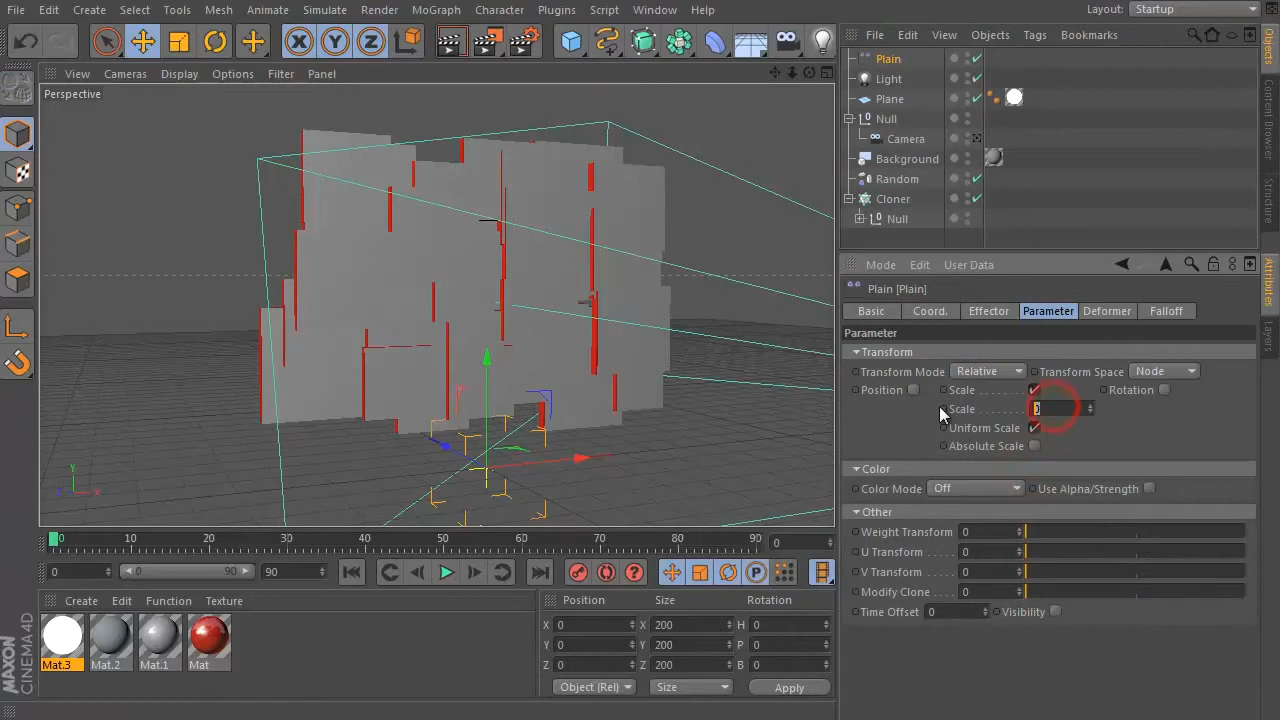 File Edit Create Select Tools Mesh Animate Simulate Render MoGraph Character Plugins Script Window Help Layout: Startup
X Y Z
View Cameras Display Options Filter Panel
Perspective
Y
X
0 10 20 30 40 50 60 70 80 90 0
0 0 90 90
P
Create Edit Function Texture
Mat.3 Mat.2 Mat.1 Mat
MAXON
CINEMA 4D
Position Size Rotation
X 0 X 200 H 0
Y 0 Y 200 P 0
Z 0 Z 200 B 0
Object (Rel) Size Apply
File Edit View Objects Tags Bookmarks
Plain
Light
Plane
Null
Camera
Background
Random
Cloner
Null
Objects
Content Browser
Structure
Mode Edit User Data
Plain [Plain]
Basic Coord. Effector Parameter Deformer Falloff
Parameter
Transform
Transform Mode Relative Transform Space Node
Position Scale Rotation
Scale 0
Uniform Scale
Absolute Scale
Color
Color Mode Off Use Alpha/Strength
Other
Weight Transform 0
U Transform 0
V Transform 0
Modify Clone 0
Time Offset 0 Visibility
Attributes
Layers